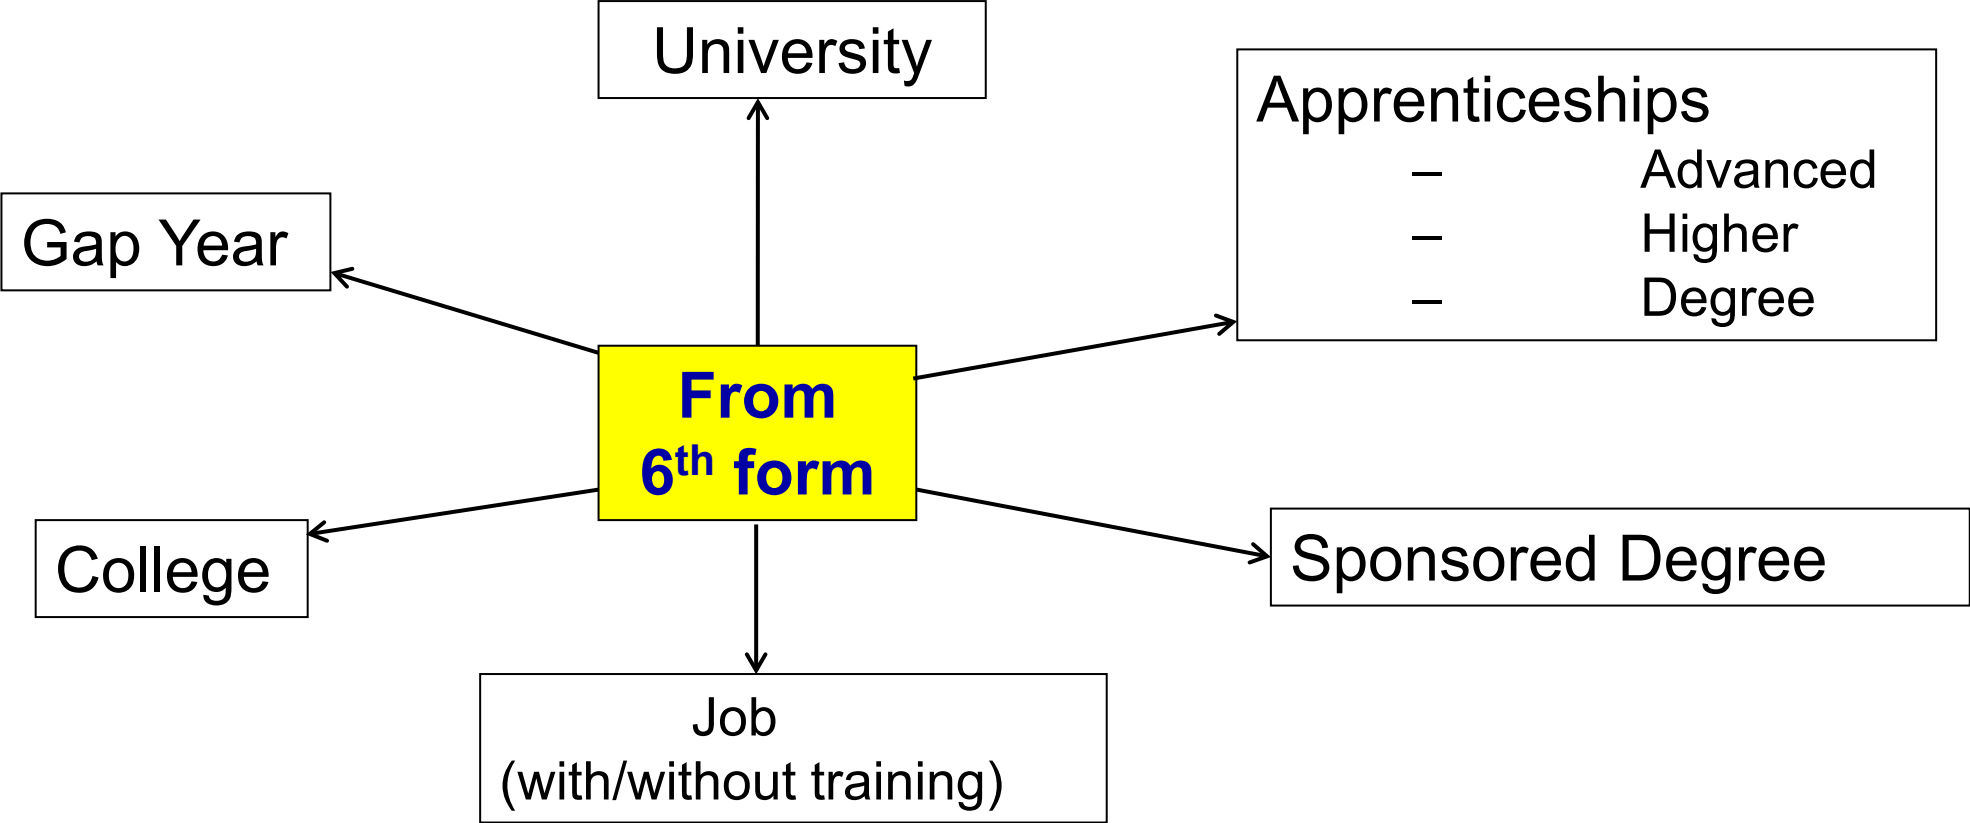 University
Apprenticeships
– Advanced
– Higher
– Degree
Gap Year
From
6th form
College
Sponsored Degree
Job
(with/without training)